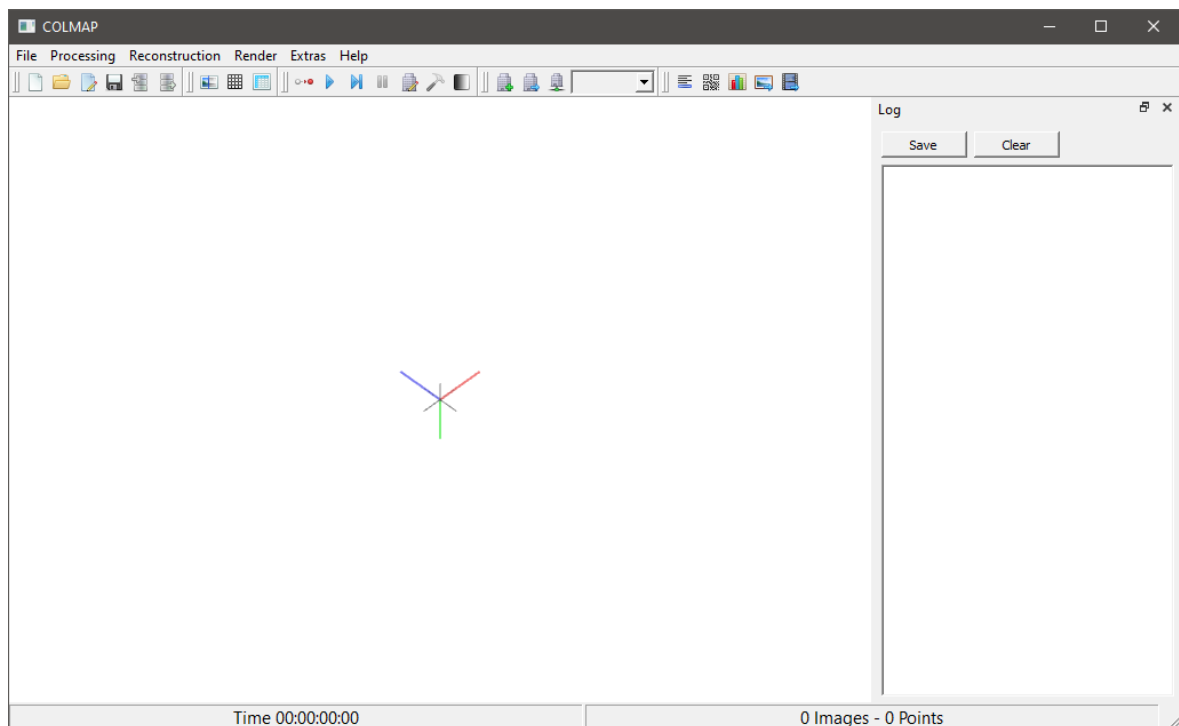 COLMAP
File Processing Reconstruction Render Extras Help
Log
Save Clear
Time 00:00:00:00 0 Images - 0 Points